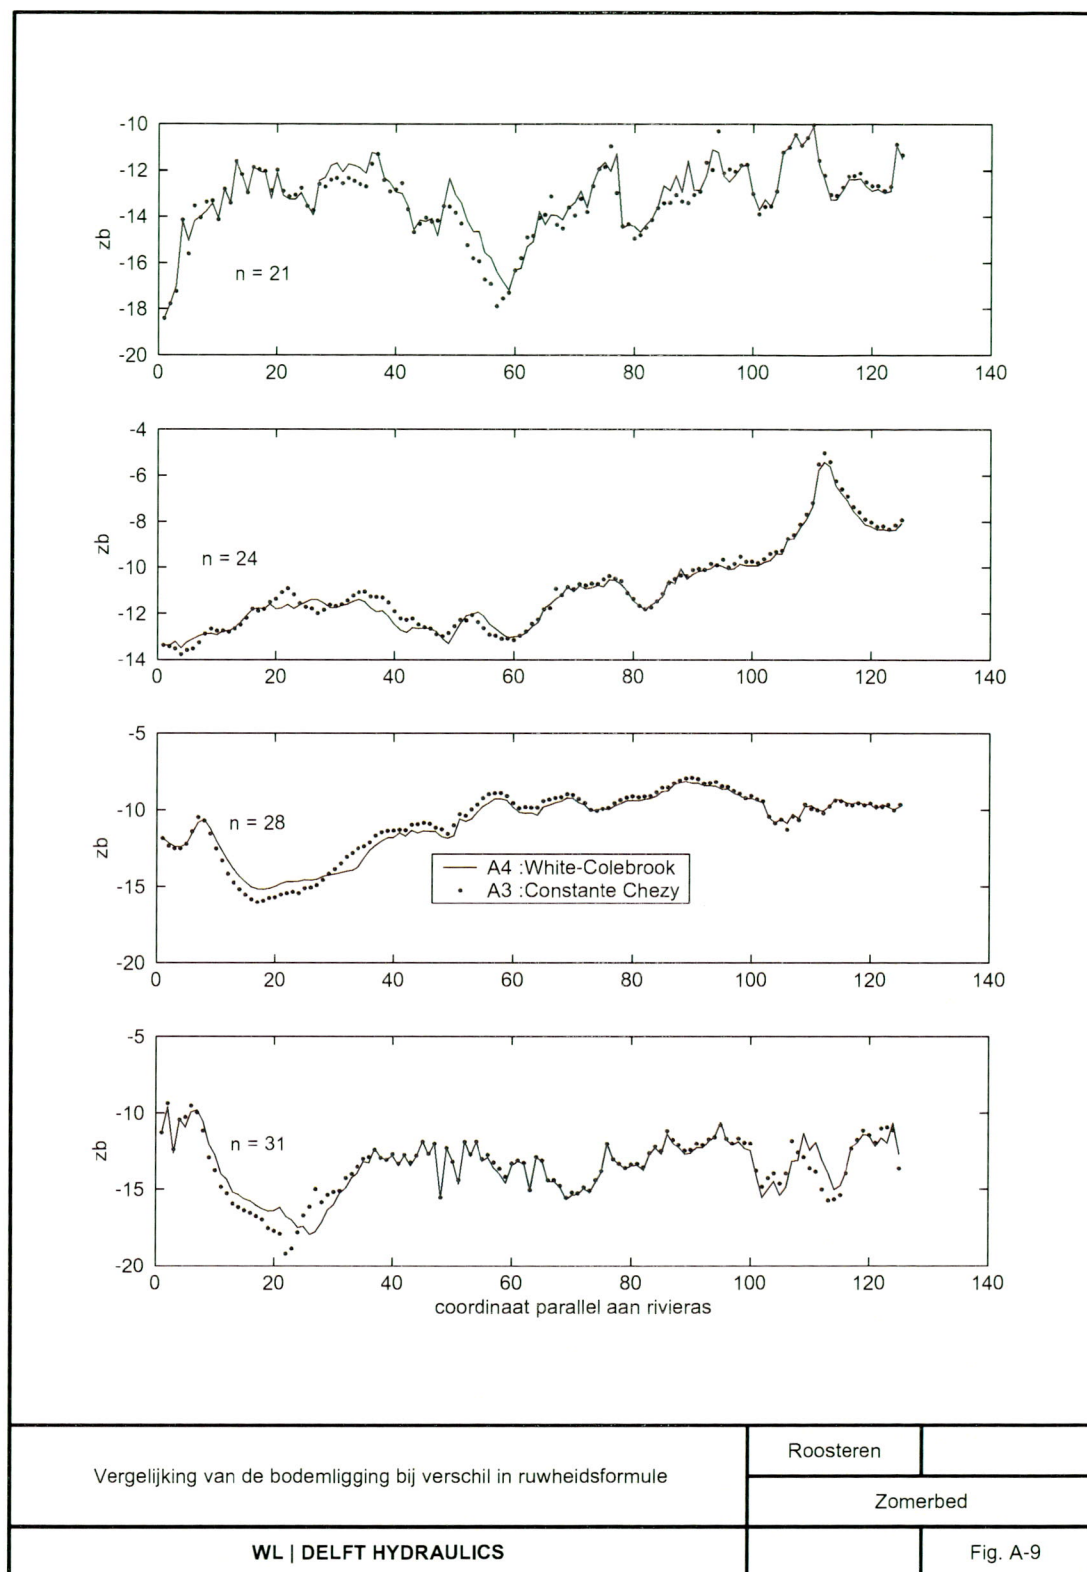 -10
-12
-14
zb
-16
n = 21
-18
-20
0 20 40 60 80 100 120 140
-4
-6
-8
zb
n = 24
-10
-12
-14
0 20 40 60 80 100 120 140
-5
-10
n = 28
zb
A4 :White-Colebrook
-15
A3 :Constante Chezy
-20
0 20 40 60 80 100 120 140
-5
-10
n = 31
zb
-15
-20
0 20 40 60 80 100 120 140
coordinaat parallel aan rivieras
Vergelijking van de bodemligging bij verschil in ruwheidsformule
Roosteren
Zomerbed
WL | DELFT HYDRAULICS
Fig. A-9